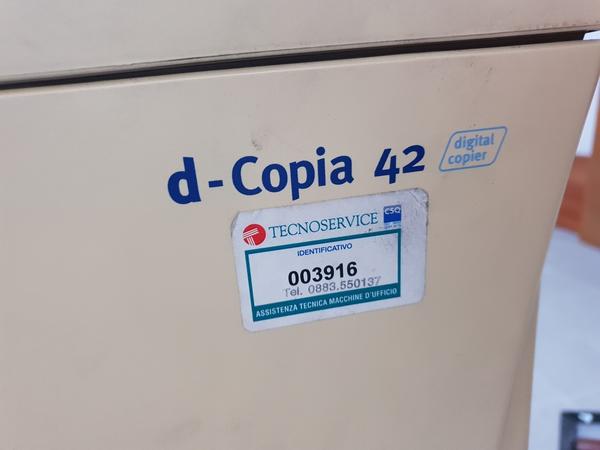 d-Copia 42
digital
copier
TECNOSERVICE
CSQ
IDENTIFICATIVO
003916
Tel. 0883.550137
ASSISTENZA TECNICA MACCHINE D'UFFICIO